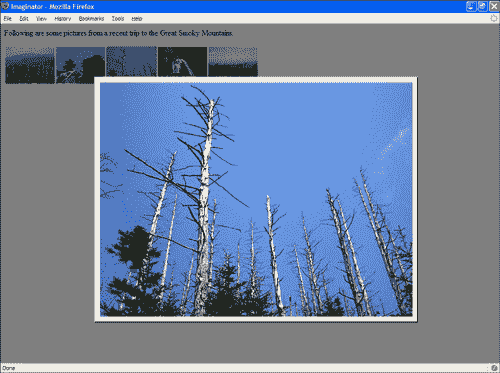 Imaginator - Mozilla Firefox
File Edit View History Bookmarks Tools Help
Following are some pictures from a recent trip to the Great Smoky Mountains.
Done